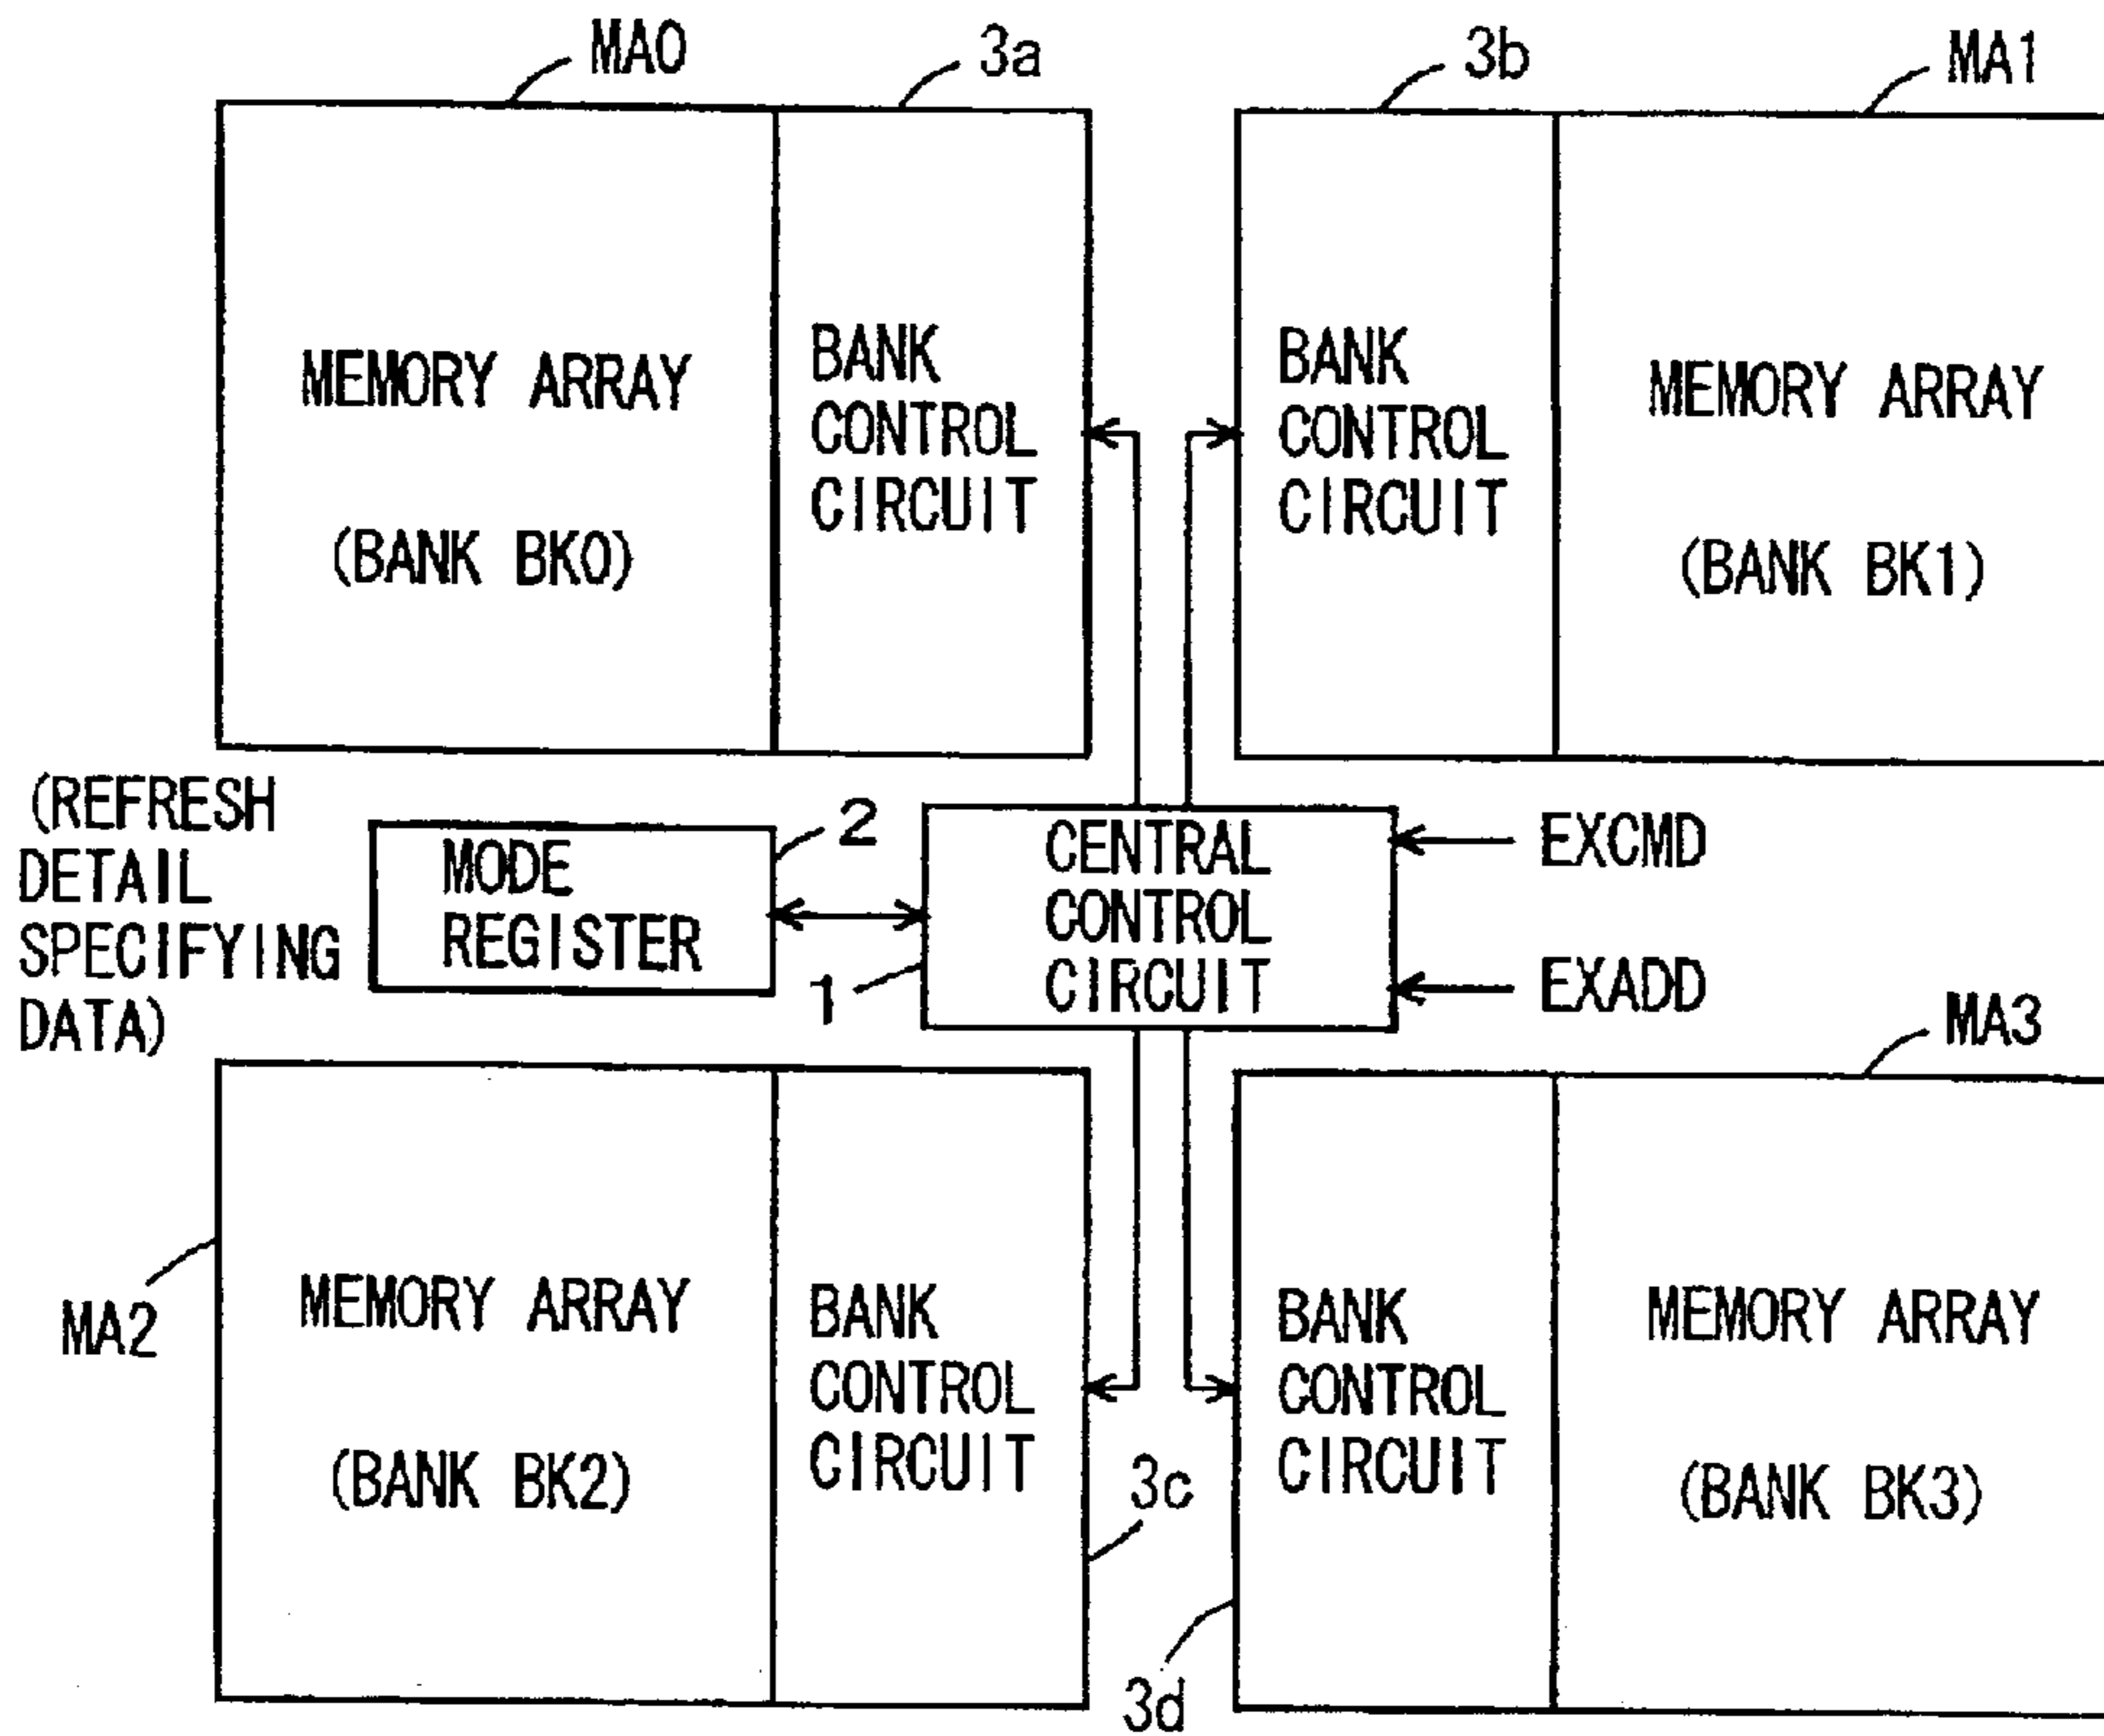 MA0
3a
3b
MA1
MEMORY ARRAY
(BANK BK0)
BANK
CONTROL
CIRCUIT
BANK
CONTROL
CIRCUIT
MEMORY ARRAY
(BANK BK1)
(REFRESH
DETAIL
SPECIFYING
DATA)
MODE
REGISTER
2
1
CENTRAL
CONTROL
CIRCUIT
EXCMD
EXADD
MA3
MA2
MEMORY ARRAY
(BANK BK2)
BANK
CONTROL
CIRCUIT
3c
3d
BANK
CONTROL
CIRCUIT
MEMORY ARRAY
(BANK BK3)